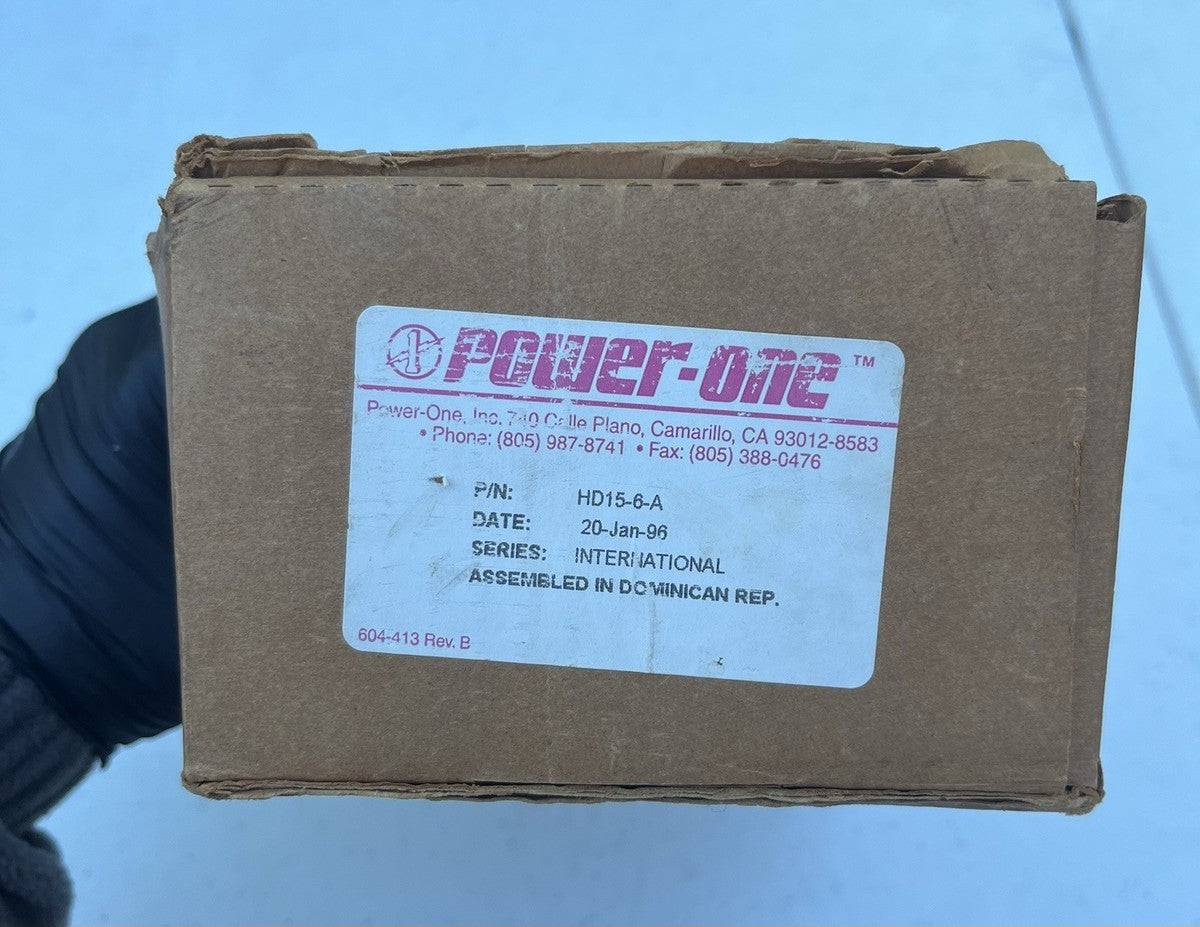 POWER-ONE ™
Power-One, Inc. 740 Calle Plano, Camarillo, CA 93012-8583
• Phone: (805) 987-8741 • Fax: (805) 388-0476
P/N: HD15-6-A
DATE: 20-Jan-96
SERIES: INTERNATIONAL
ASSEMBLED IN DOMINICAN REP.
604-413 Rev. B